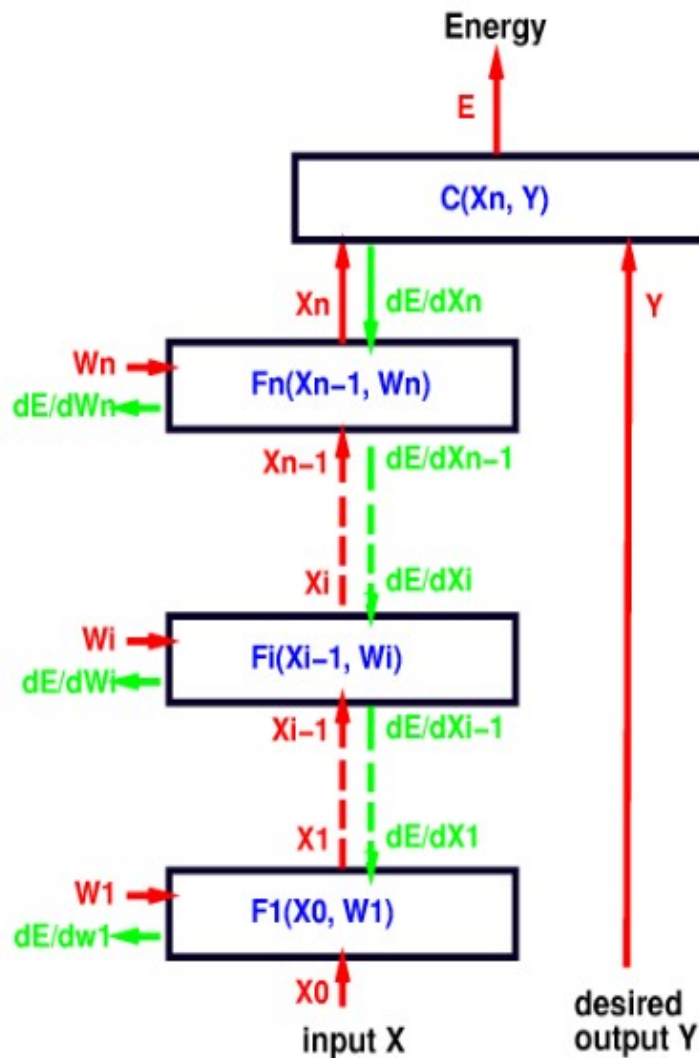 Energy
E
C(Xn, Y)
Xn
dE/dXn
Y
Wn
Fn(Xn−1, Wn)
dE/dWn
Xn−1
dE/dXn−1
Xi
dE/dXi
Wi
Fi(Xi−1, Wi)
dE/dWi
Xi−1
dE/dXi−1
X1
dE/dX1
W1
F1(X0, W1)
dE/dw1
X0
input X
desired
output Y